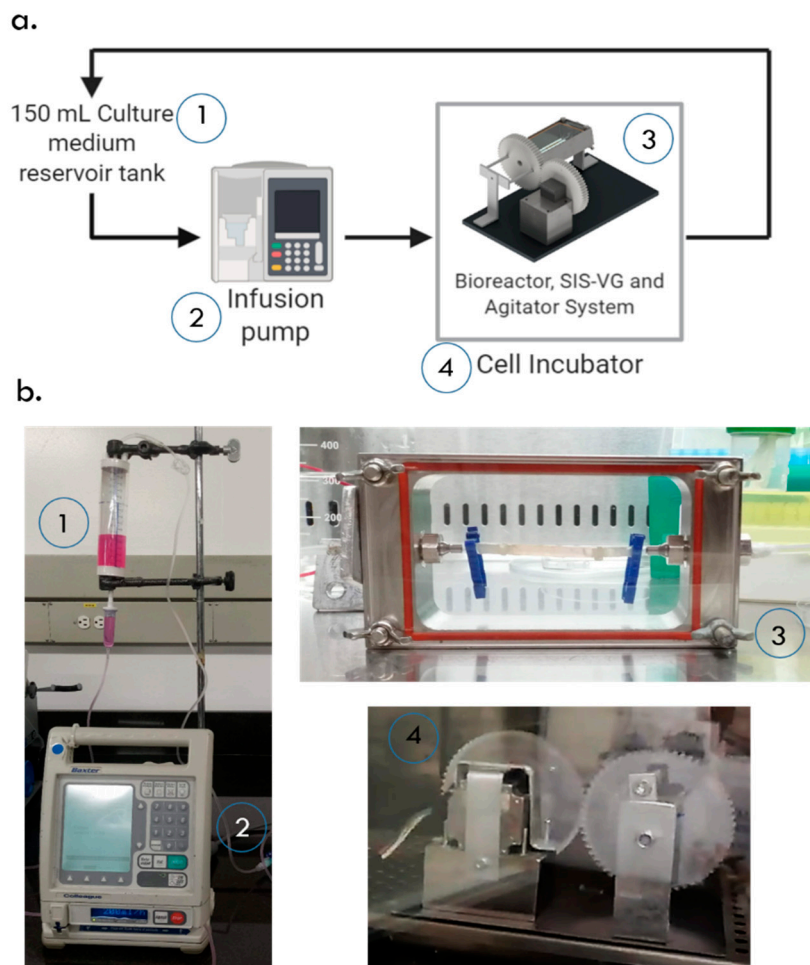 a.
150 mL Culture
medium
reservoir tank
1
2
Infusion
pump
3
Bioreactor, SIS-VG and
Agitator System
4
Cell Incubator
b.
1
Baxter
2
Colleague
400
300
200
3
4